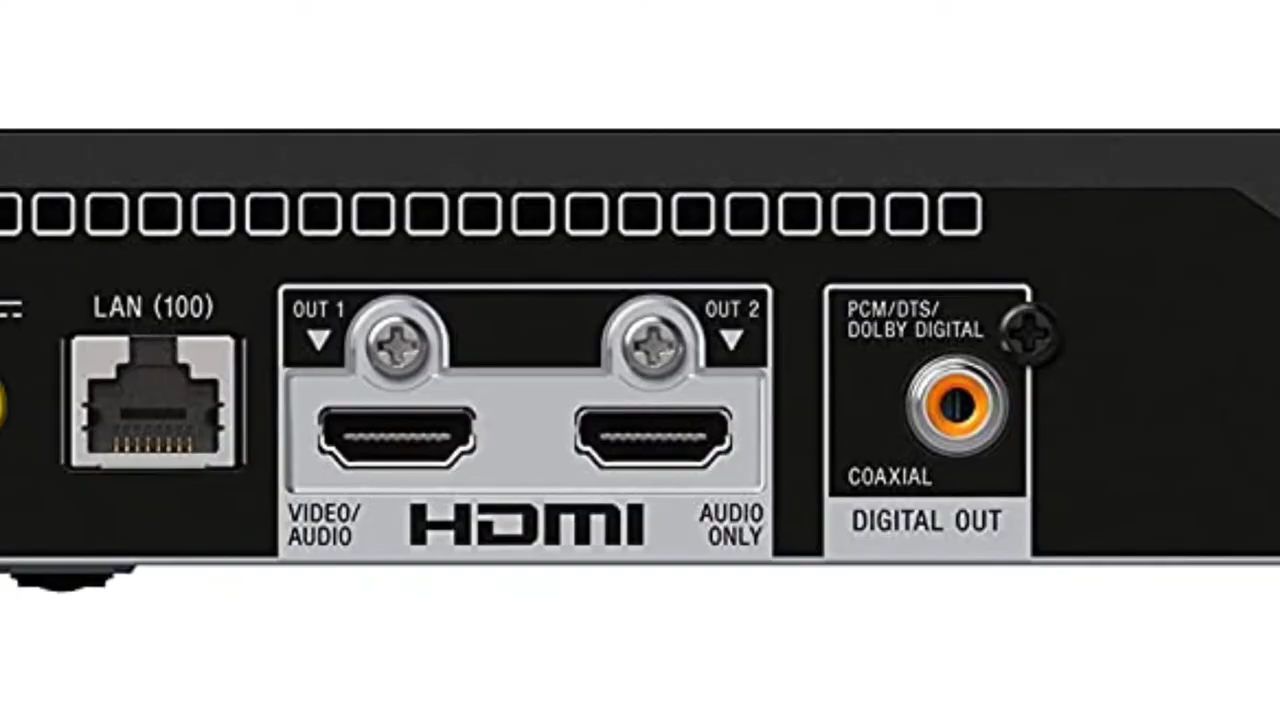 LAN (100)
OUT 1
OUT 2
VIDEO/
AUDIO
HDMI
AUDIO
ONLY
PCM/DTS/
DOLBY DIGITAL
COAXIAL
DIGITAL OUT